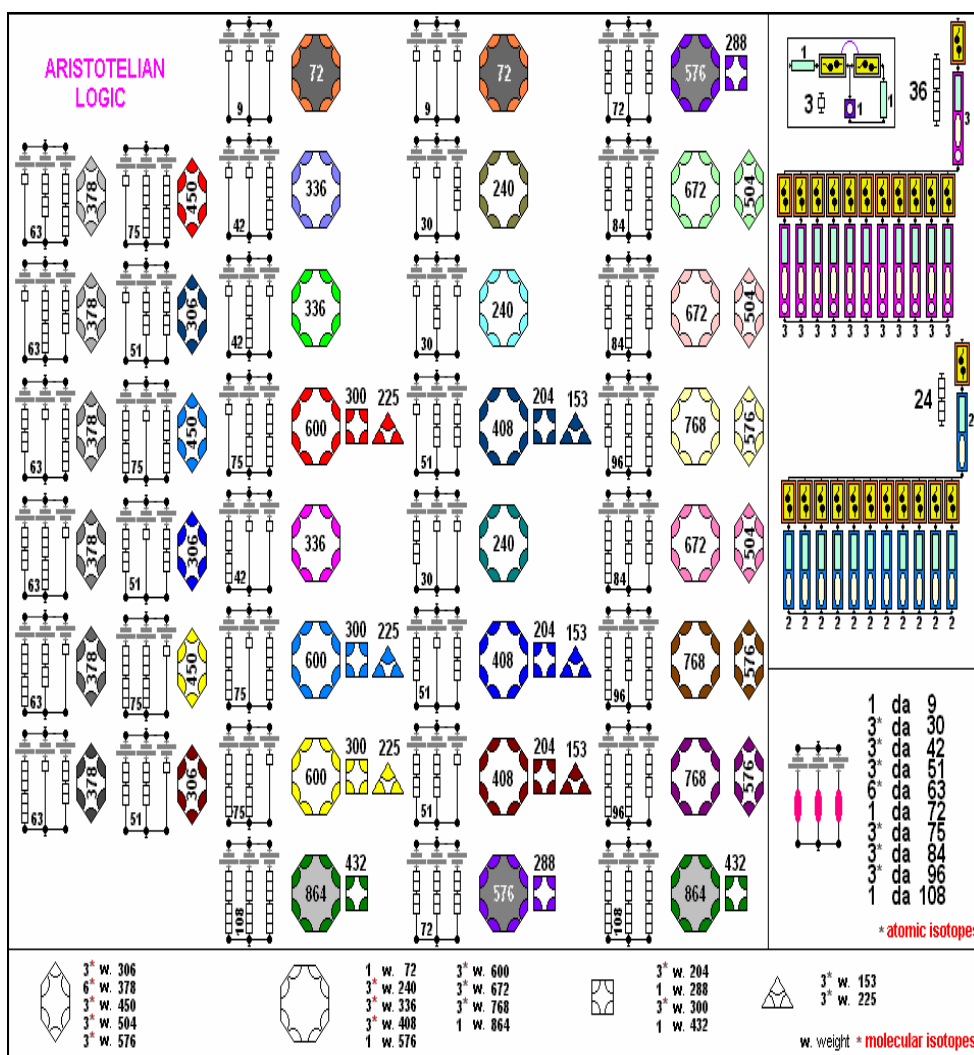 ARISTOTELIAN
LOGIC
72
9
72
9
576
288
72
336
42
240
30
672
504
84
378
63
450
75
336
42
240
30
672
504
84
378
63
306
51
600
300
225
75
408
204
153
51
768
576
96
378
63
450
75
336
42
240
30
672
504
84
378
63
306
51
600
300
225
75
408
204
153
51
768
576
96
378
63
450
75
600
300
225
75
408
204
153
51
768
576
96
378
63
306
51
864
432
108
576
288
72
864
432
108
1
3
1
1
36
3
3 3 3 3 3 3 3 3 3 3 3
24
2
2 2 2 2 2 2 2 2 2 2 2
1 da 9
3* da 30
3* da 42
3* da 51
6* da 63
1 da 72
3* da 75
3* da 84
3* da 96
1 da 108
* atomic isotopes
3* w. 306
6* w. 378
3* w. 450
3* w. 504
3* w. 576
1 w. 72
3* w. 240
3* w. 336
3* w. 408
1 w. 576
3* w. 600
3* w. 672
3* w. 768
1 w. 864
3* w. 204
1 w. 288
3* w. 300
1 w. 432
3* w. 153
3* w. 225
w. weight * molecular isotopes